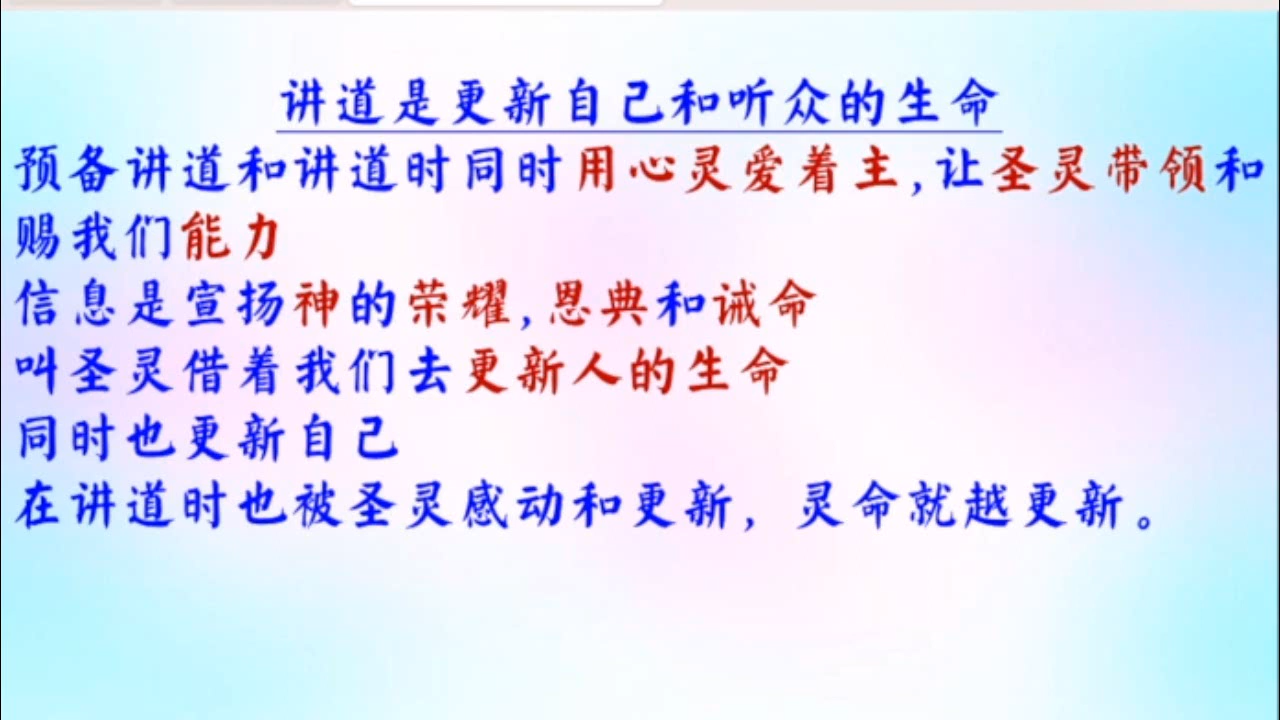 讲道是更新自己和听众的生命
预备讲道和讲道时同时用心灵爱着主,让圣灵带领和
赐我们能力
信息是宣扬神的荣耀,恩典和诫命
叫圣灵借着我们去更新人的生命
同时也更新自己
在讲道时也被圣灵感动和更新，灵命就越更新。